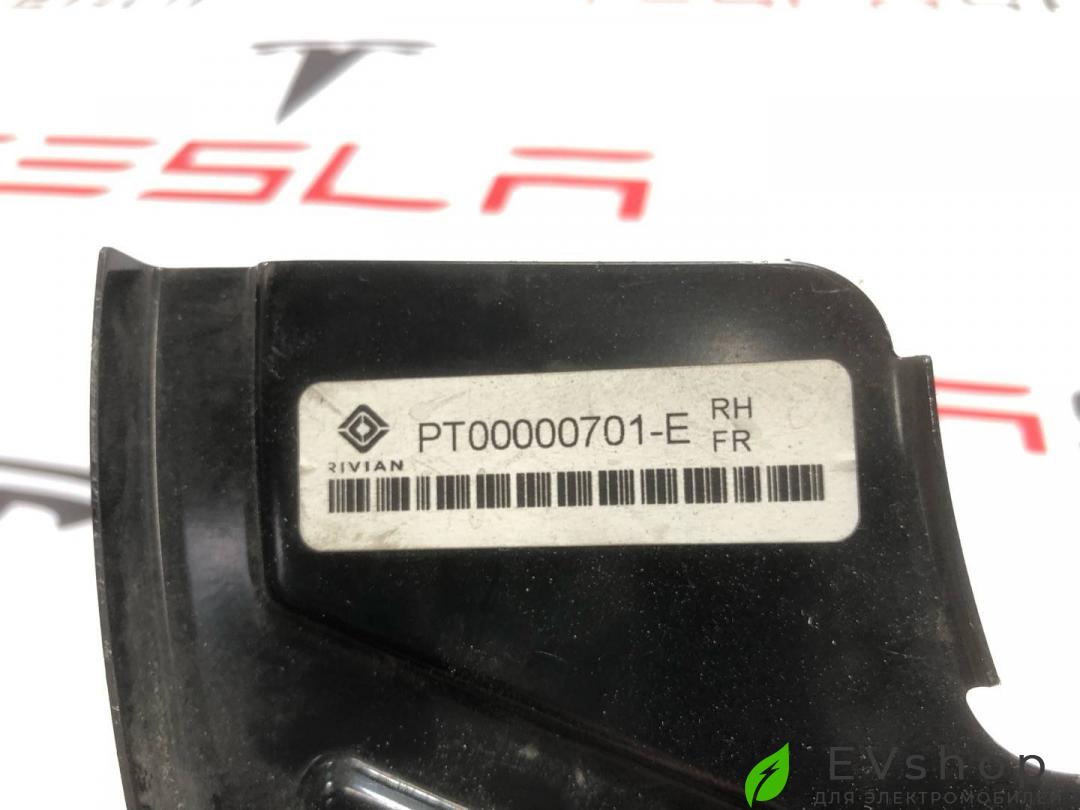 TESLA
PT00000701-E
RH
FR
RIVIAN
EVshop
ДЛЯ ЭЛЕКТРОМОБИЛЕЙ